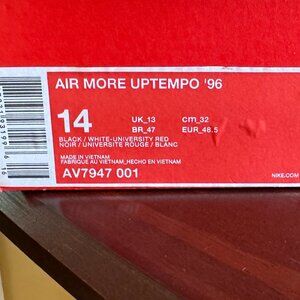 AIR MORE UPTEMPO '96
14
UK_13 cm_32
BR_47 EUR_48.5
BLACK / WHITE-UNIVERSITY RED
NOIR / UNIVERSITE ROUGE / BLANC
MADE IN VIETNAM
FABRIQUE AU VIETNAM_HECHO EN VIETNAM
AV7947 001
NIKE.COM